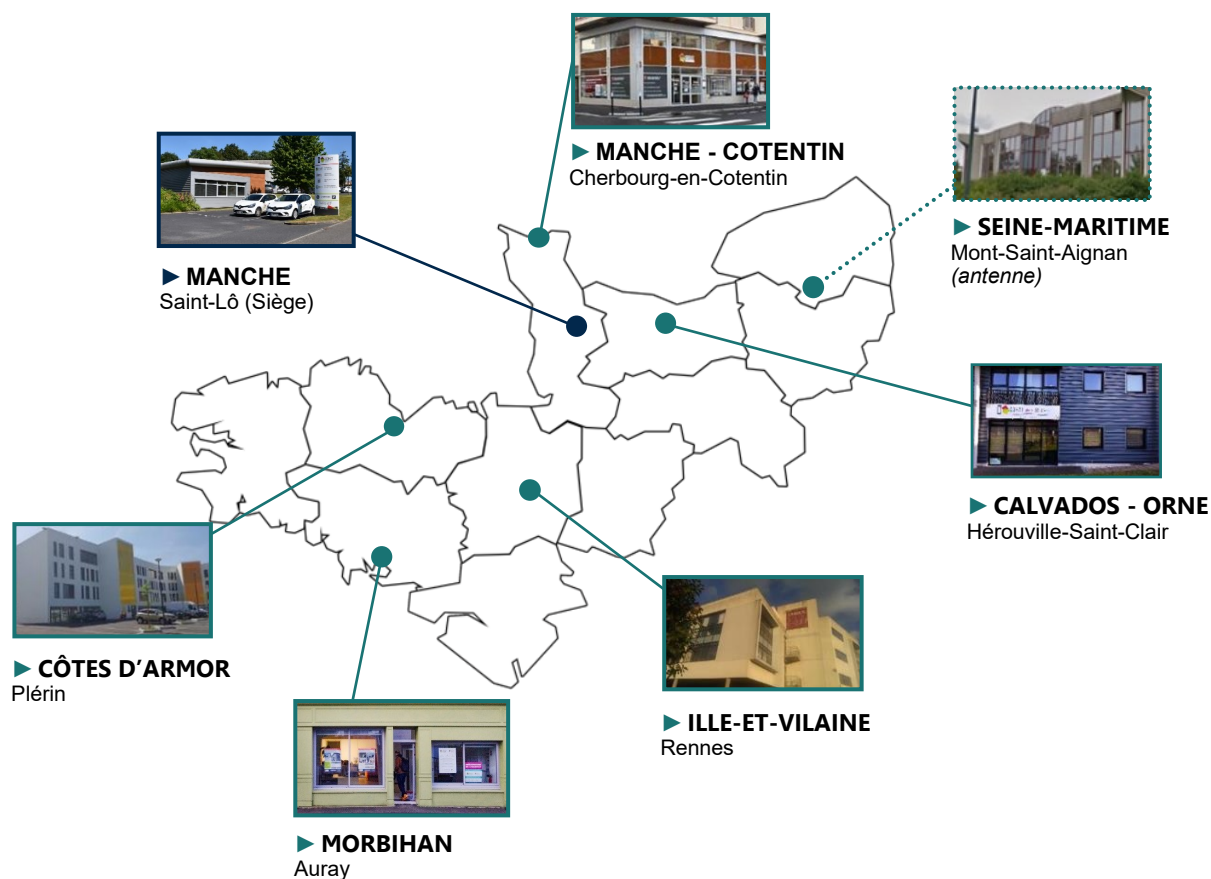 ► MANCHE - COTENTIN
Cherbourg-en-Cotentin
► SEINE-MARITIME
Mont-Saint-Aignan
(antenne)
► MANCHE
Saint-Lô (Siège)
► CALVADOS - ORNE
Hérouville-Saint-Clair
► CÔTES D’ARMOR
Plérin
► ILLE-ET-VILAINE
Rennes
► MORBIHAN
Auray